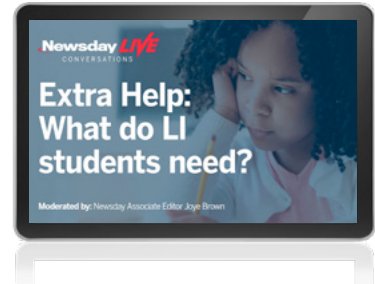 Newsday LIVE
CONVERSATIONS
Extra Help:
What do LI
students need?
Moderated by: Newsday Associate Editor Joye Brown